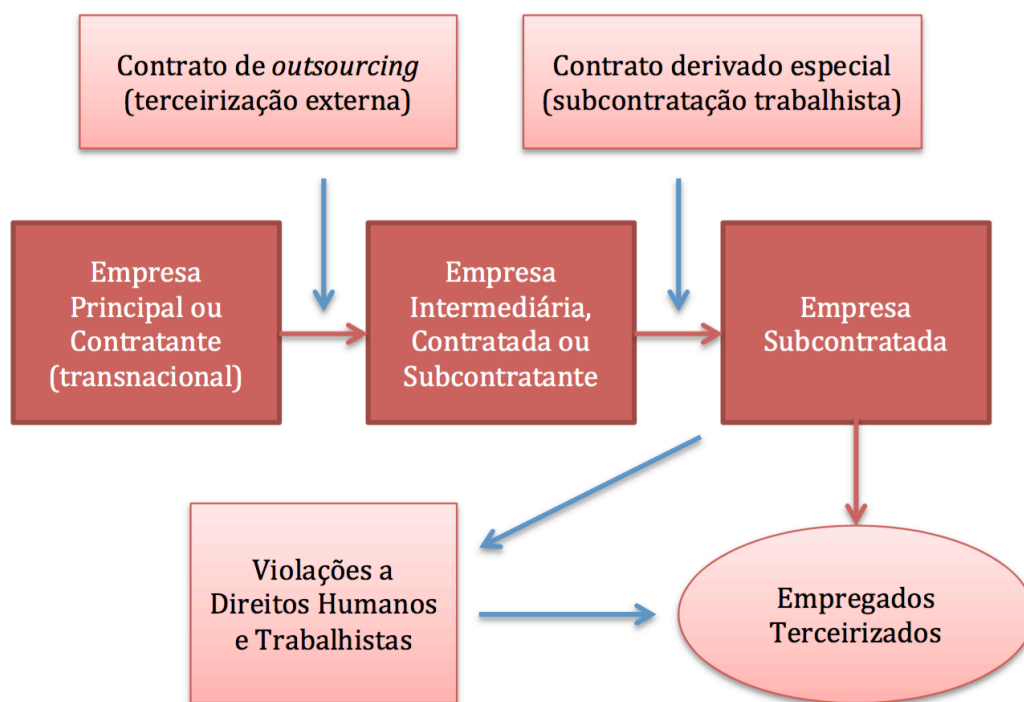 Contrato de outsourcing
(terceirização externa)
Contrato derivado especial
(subcontratação trabalhista)
Empresa
Principal ou
Contratante
(transnacional)
Empresa
Intermediária,
Contratada ou
Subcontratante
Empresa
Subcontratada
Violações a
Direitos Humanos
e Trabalhistas
Empregados
Terceirizados